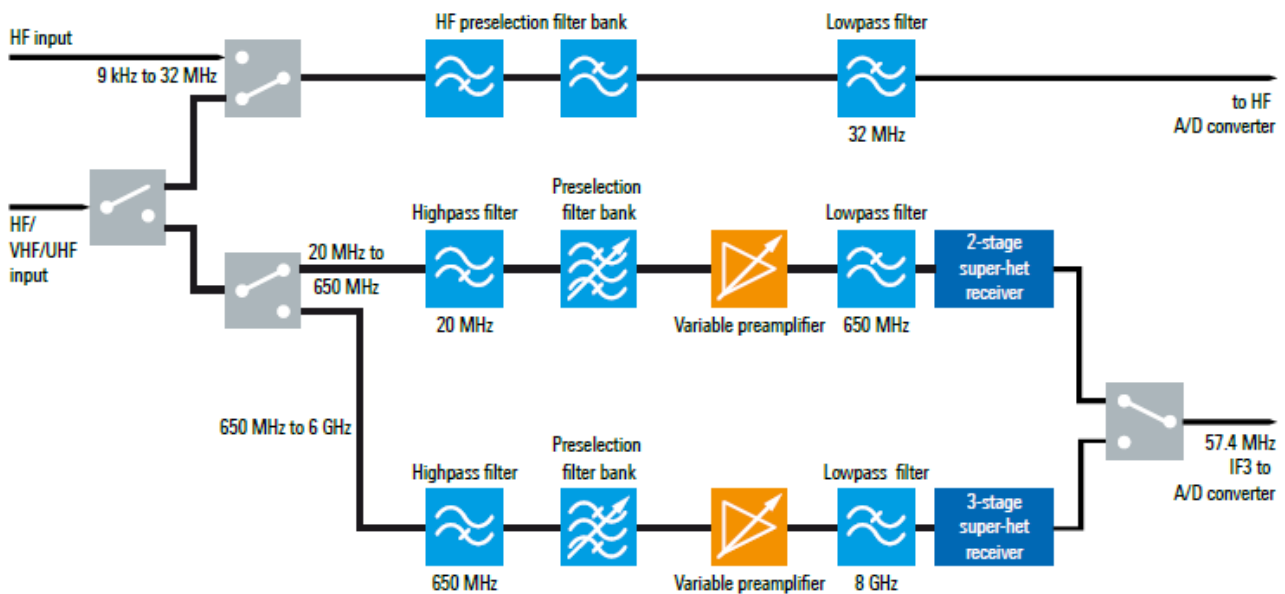 HF input
9 kHz to 32 MHz
HF preselection filter bank
Lowpass filter
32 MHz
to HF
A/D converter
HF/
VHF/UHF
input
20 MHz to
650 MHz
Highpass filter
20 MHz
Preselection
filter bank
Variable preamplifier
Lowpass filter
650 MHz
2-stage
super-het
receiver
650 MHz to 6 GHz
Highpass filter
650 MHz
Preselection
filter bank
Variable preamplifier
Lowpass filter
8 GHz
3-stage
super-het
receiver
57.4 MHz
IF3 to
A/D converter